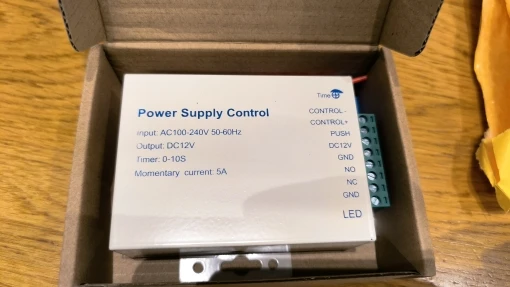 Time
Power Supply Control
Input: AC100-240V 50-60Hz
Output: DC12V
Timer: 0-10S
Momentary current: 5A
CONTROL-
CONTROL+
PUSH
DC12V
GND
NO
NC
GND
LED